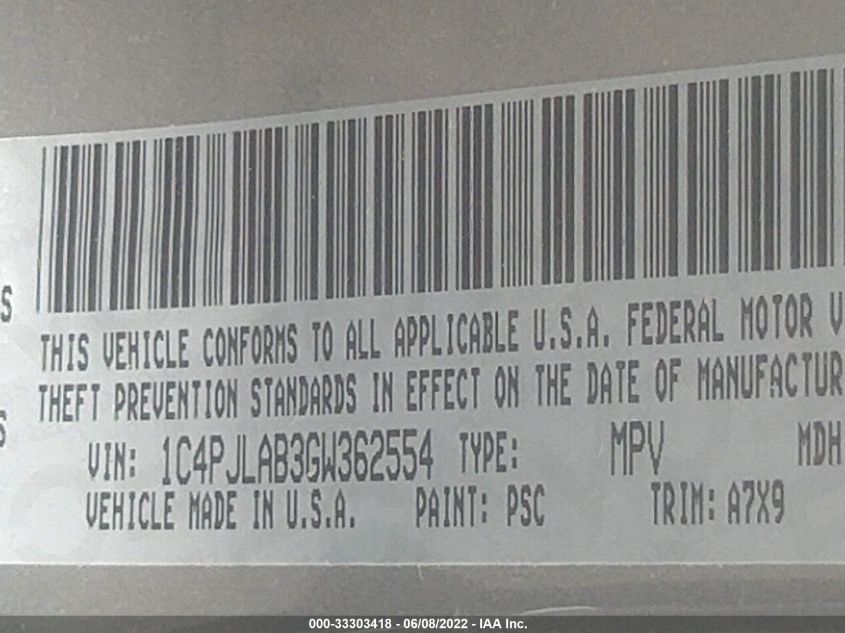 S
THIS VEHICLE CONFORMS TO ALL APPLICABLE U.S.A. FEDERAL MOTOR V
THEFT PREVENTION STANDARDS IN EFFECT ON THE DATE OF MANUFACTUR
S
VIN: 1C4PJLAB3GW362554 TYPE: MPV MDH
VEHICLE MADE IN U.S.A. PAINT: PSC TRIM: A7X9
000-33303418 - 06/08/2022 - IAA Inc.